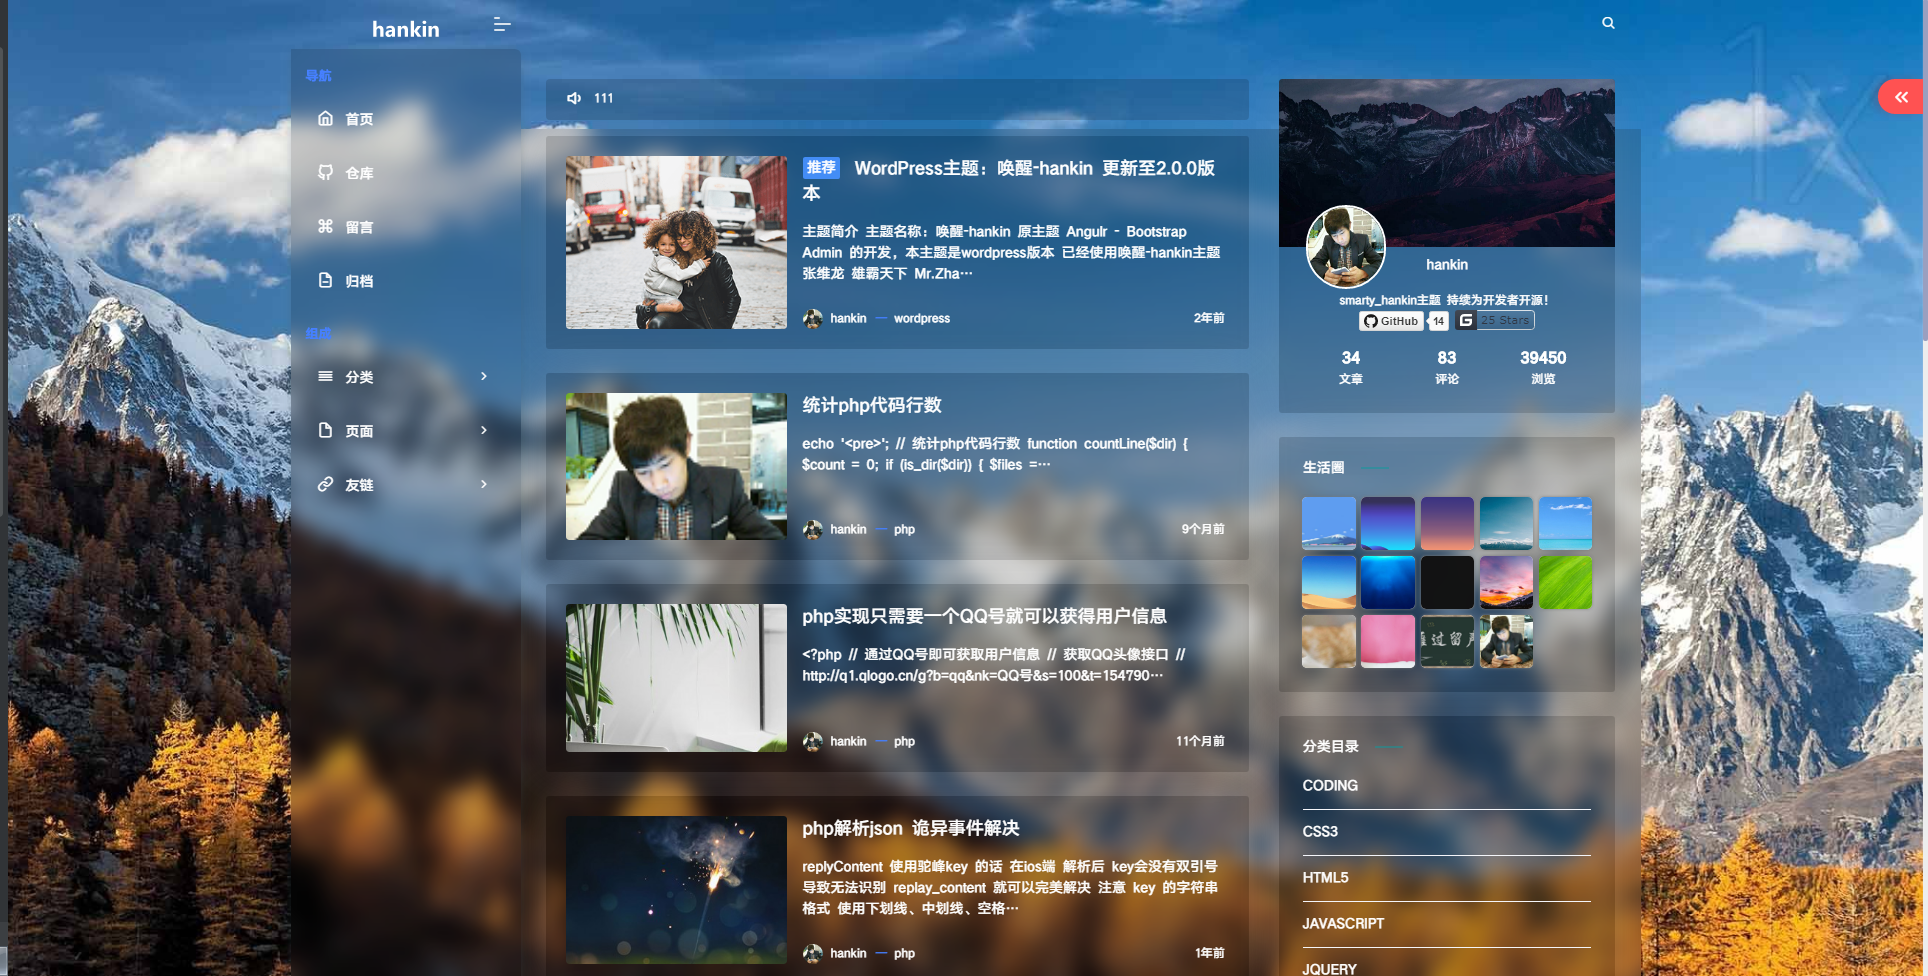 hankin
导航
首页
仓库
留言
归档
组成
分类
页面
友链
111
推荐 WordPress主题：唤醒-hankin 更新至2.0.0版
本
主题简介 主题名称：唤醒-hankin 原主题 Angulr - Bootstrap
Admin 的开发，本主题是wordpress版本 已经使用唤醒-hankin主题
张维龙 雄霸天下 Mr.Zha…
hankin — wordpress 2年前
统计php代码行数
echo '<pre>'; // 统计php代码行数 function countLine($dir) {
$count = 0; if (is_dir($dir)) { $files =…
hankin — php 9个月前
php实现只需要一个QQ号就可以获得用户信息
<?php // 通过QQ号即可获取用户信息 // 获取QQ头像接口 //
http://q1.qlogo.cn/g?b=qq&nk=QQ号&s=100&t=154790…
hankin — php 11个月前
php解析json 诡异事件解决
replyContent 使用驼峰key 的话 在ios端 解析后 key会没有双引号
导致无法识别 replay_content 就可以完美解决 注意 key 的字符串
格式 使用下划线、中划线、空格…
hankin — php 1年前
hankin
smarty_hankin主题 持续为开发者开源！
GitHub 14 25 Stars
34 83 39450
文章 评论 浏览
生活圈
通过留声
分类目录
CODING
CSS3
HTML5
JAVASCRIPT
JQUERY
1x